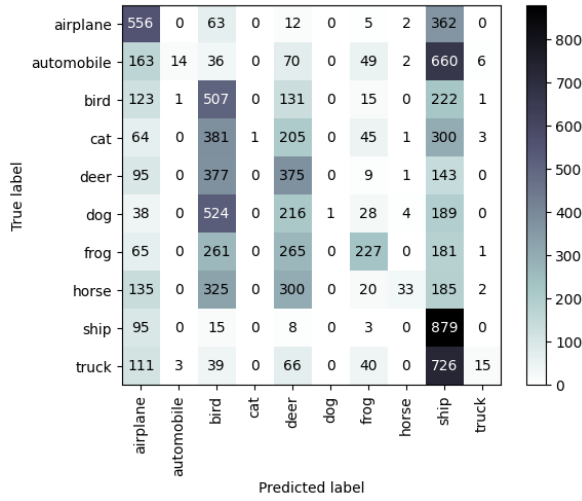 airplane 556 0 63 0 12 0 5 2 362 0
automobile 163 14 36 0 70 0 49 2 660 6
bird 123 1 507 0 131 0 15 0 222 1
cat 64 0 381 1 205 0 45 1 300 3
deer 95 0 377 0 375 0 9 1 143 0
dog 38 0 524 0 216 1 28 4 189 0
frog 65 0 261 0 265 0 227 0 181 1
horse 135 0 325 0 300 0 20 33 185 2
ship 95 0 15 0 8 0 3 0 879 0
truck 111 3 39 0 66 0 40 0 726 15
True label
airplane automobile bird cat deer dog frog horse ship truck
Predicted label
800
700
600
500
400
300
200
100
0